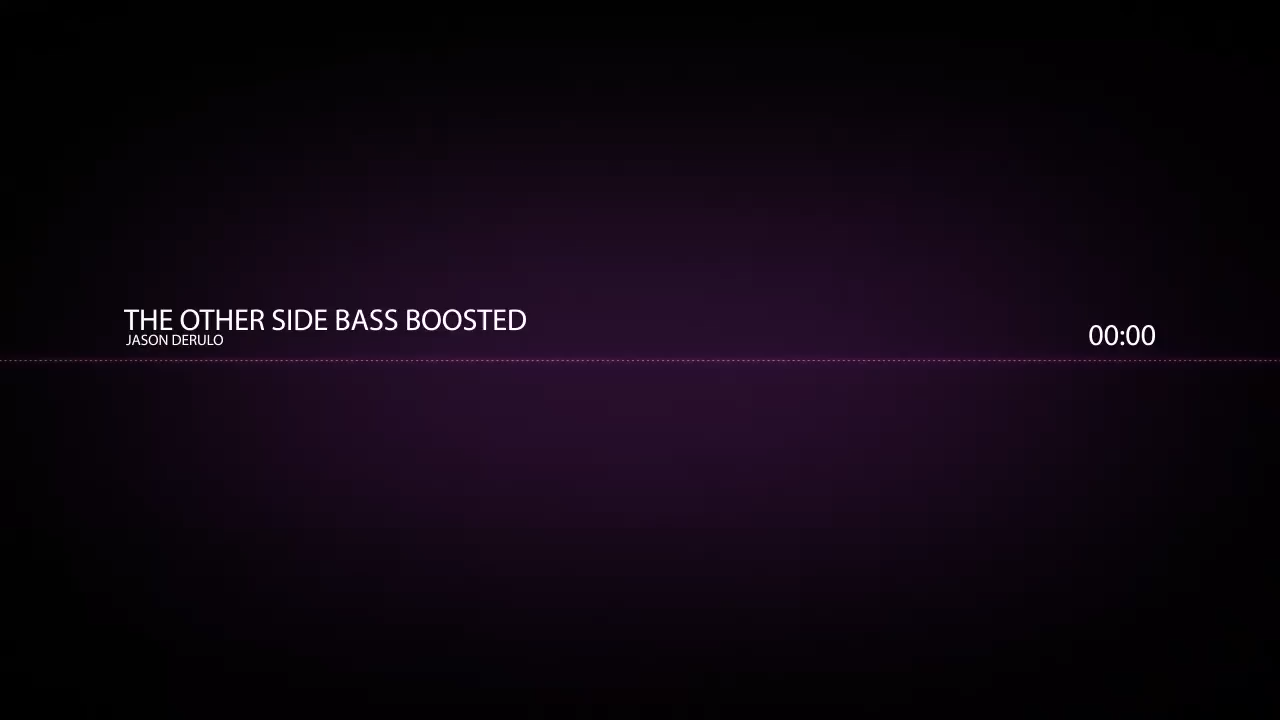 THE OTHER SIDE BASS BOOSTED
JASON DERULO
00:00